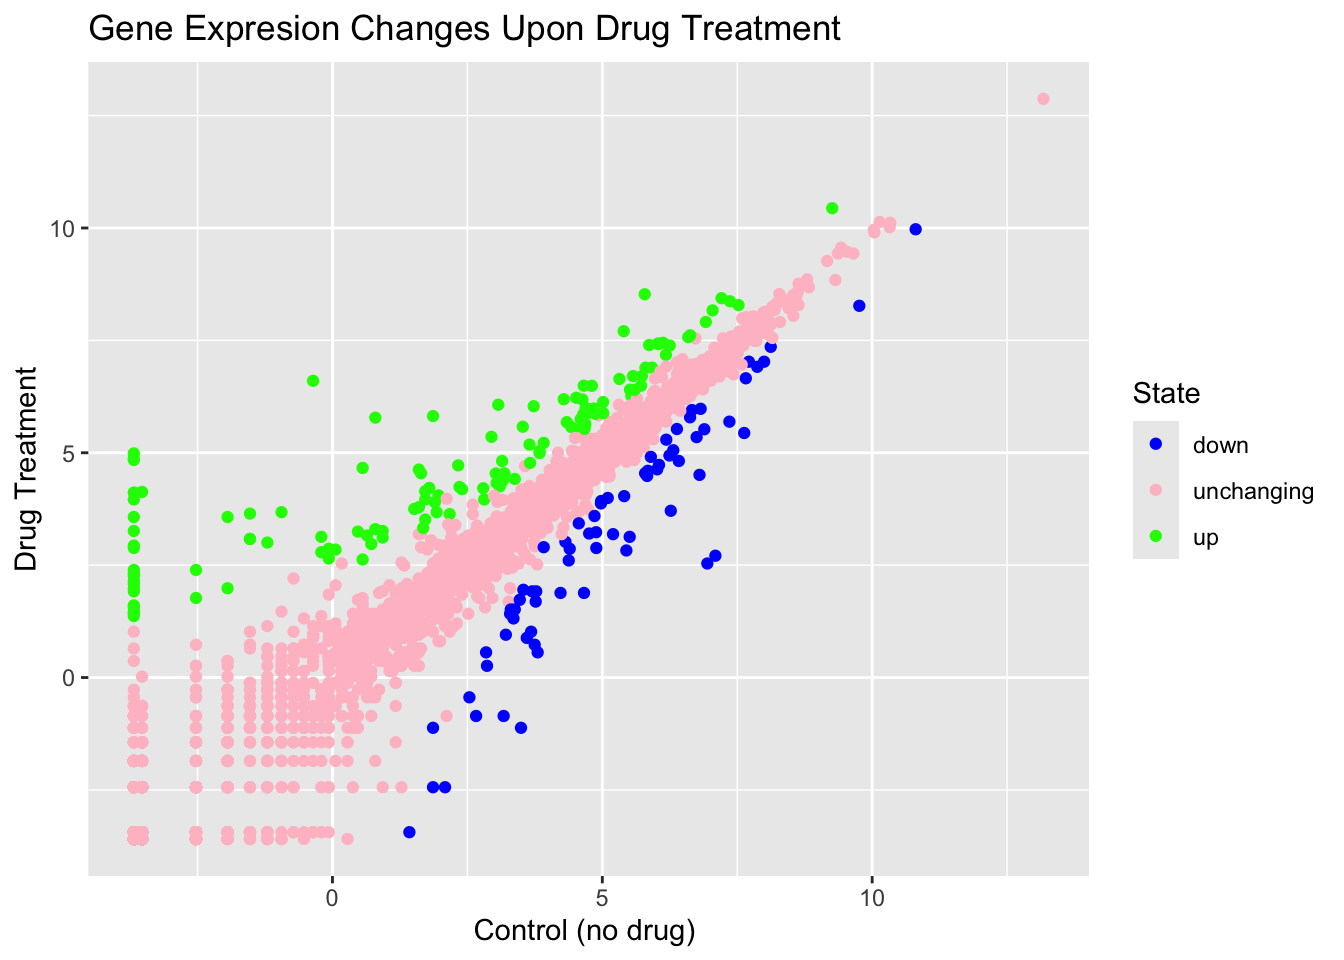 Gene Expresion Changes Upon Drug Treatment
10
5
0
Drug Treatment
0 5 10
Control (no drug)
State
down
unchanging
up